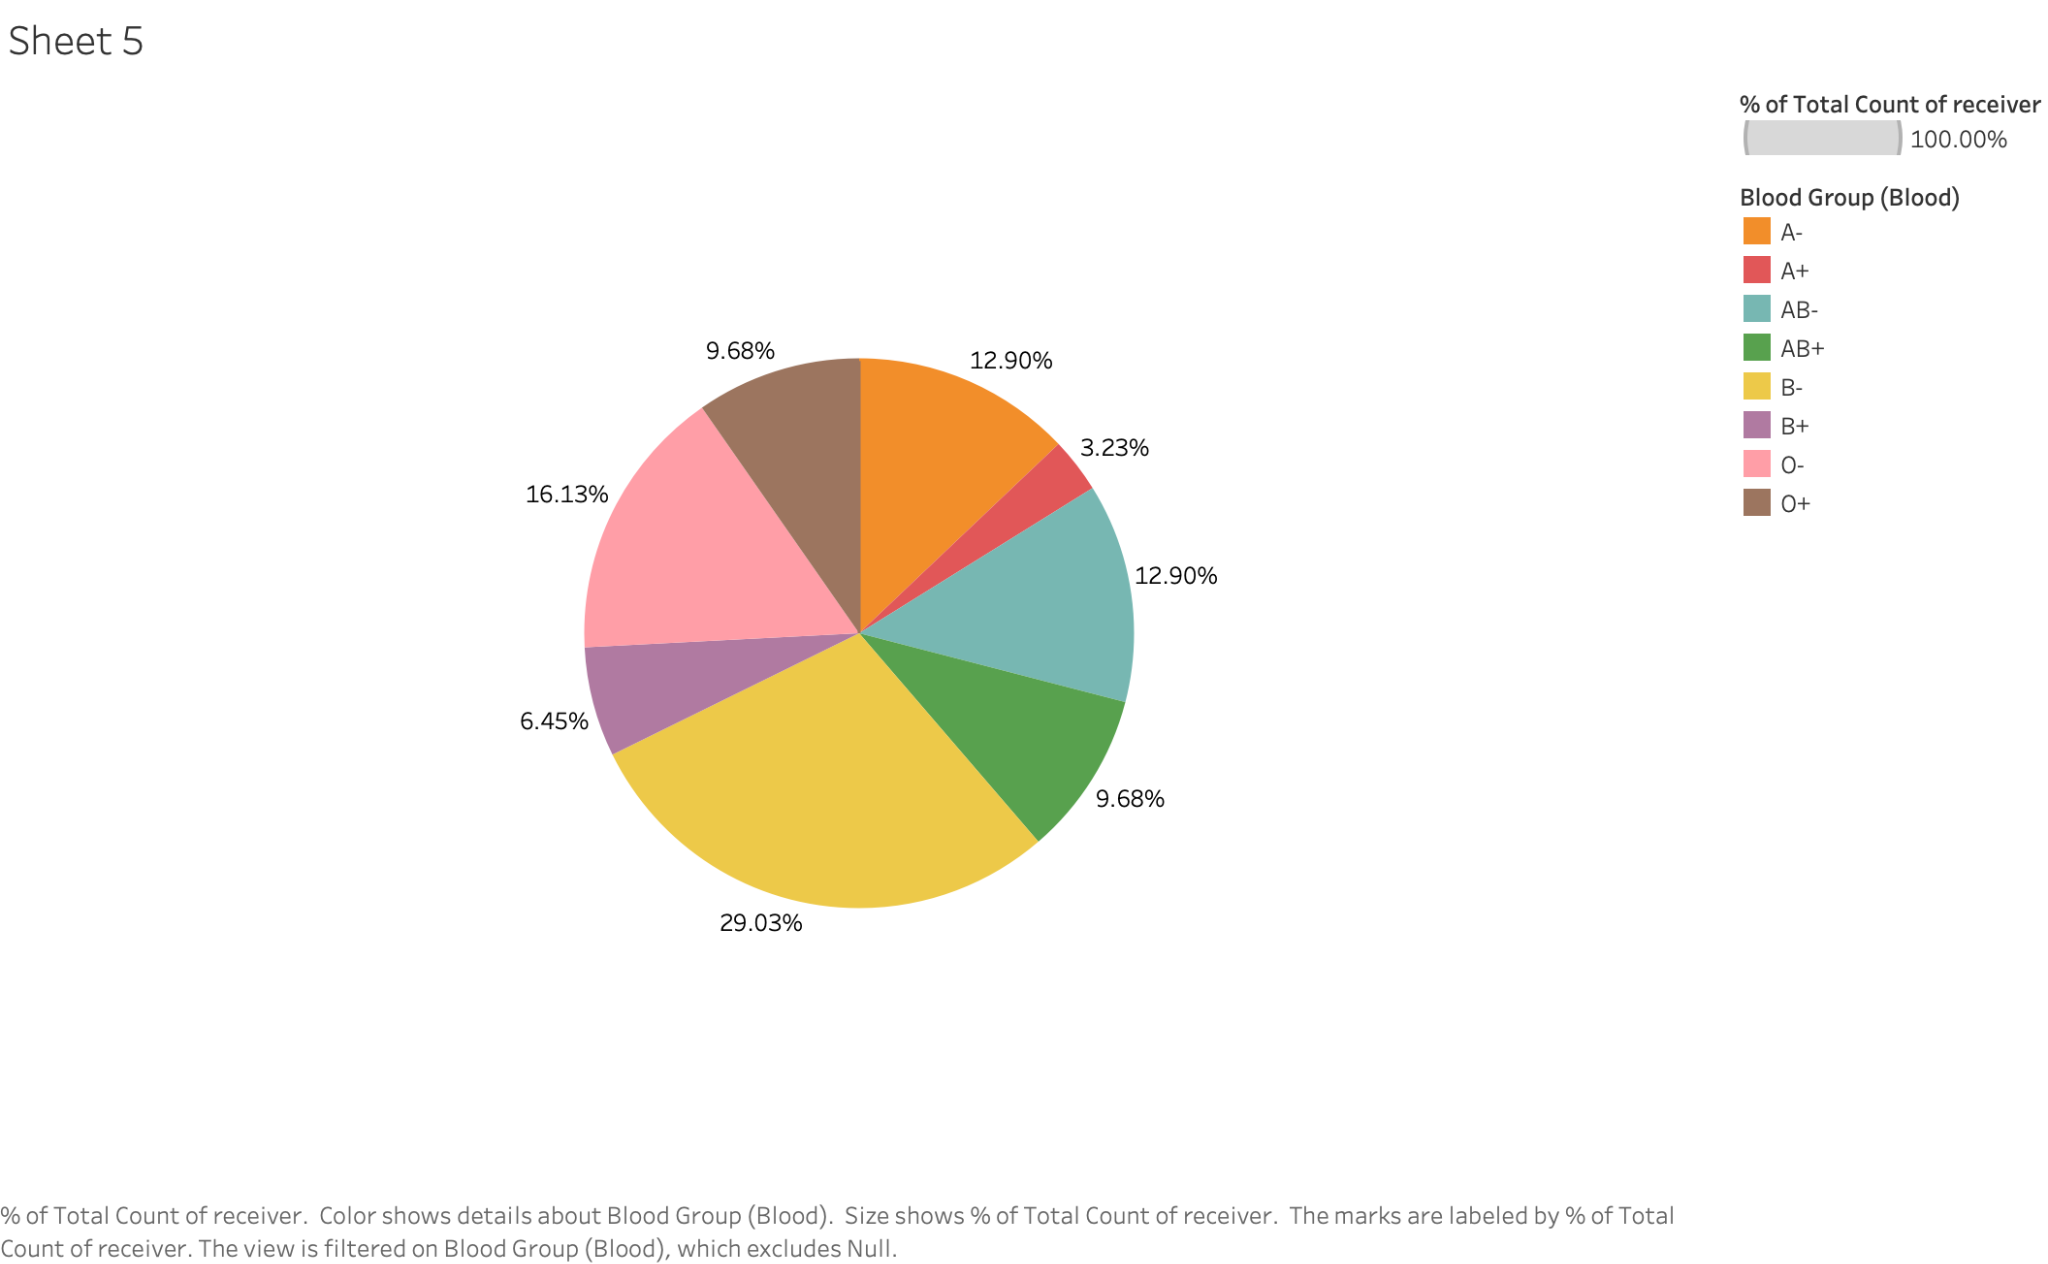 Sheet 5
% of Total Count of receiver
100.00%
Blood Group (Blood)
A-
A+
AB-
AB+
B-
B+
O-
O+
9.68%
12.90%
3.23%
16.13%
12.90%
6.45%
9.68%
29.03%
% of Total Count of receiver.  Color shows details about Blood Group (Blood).  Size shows % of Total Count of receiver.  The marks are labeled by % of Total
Count of receiver. The view is filtered on Blood Group (Blood), which excludes Null.